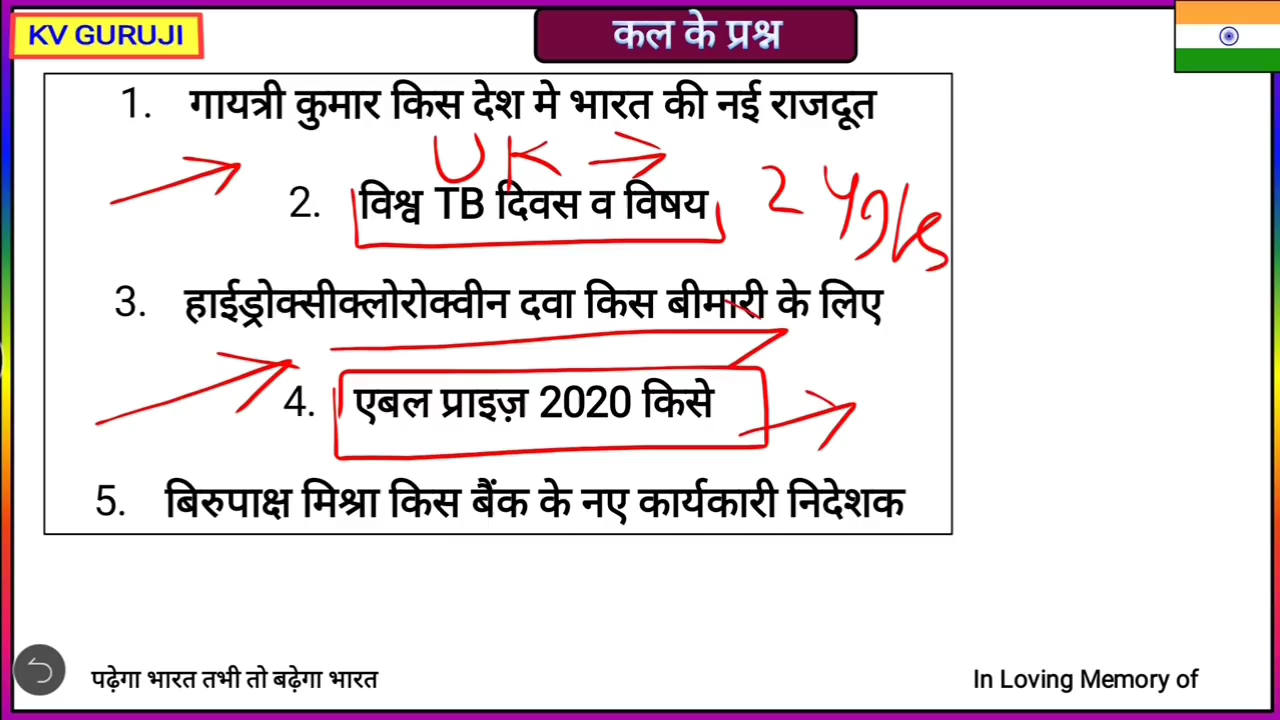 KV GURUJI
कल के प्रश्न
1. गायत्री कुमार किस देश मे भारत की नई राजदूत
UK
2. विश्व TB दिवस व विषय
24
3. हाईड्रोक्सीक्लोरोक्वीन दवा किस बीमारी के लिए
4. एबल प्राइज़ 2020 किसे
5. बिरुपाक्ष मिश्रा किस बैंक के नए कार्यकारी निदेशक
पढ़ेगा भारत तभी तो बढ़ेगा भारत
In Loving Memory of